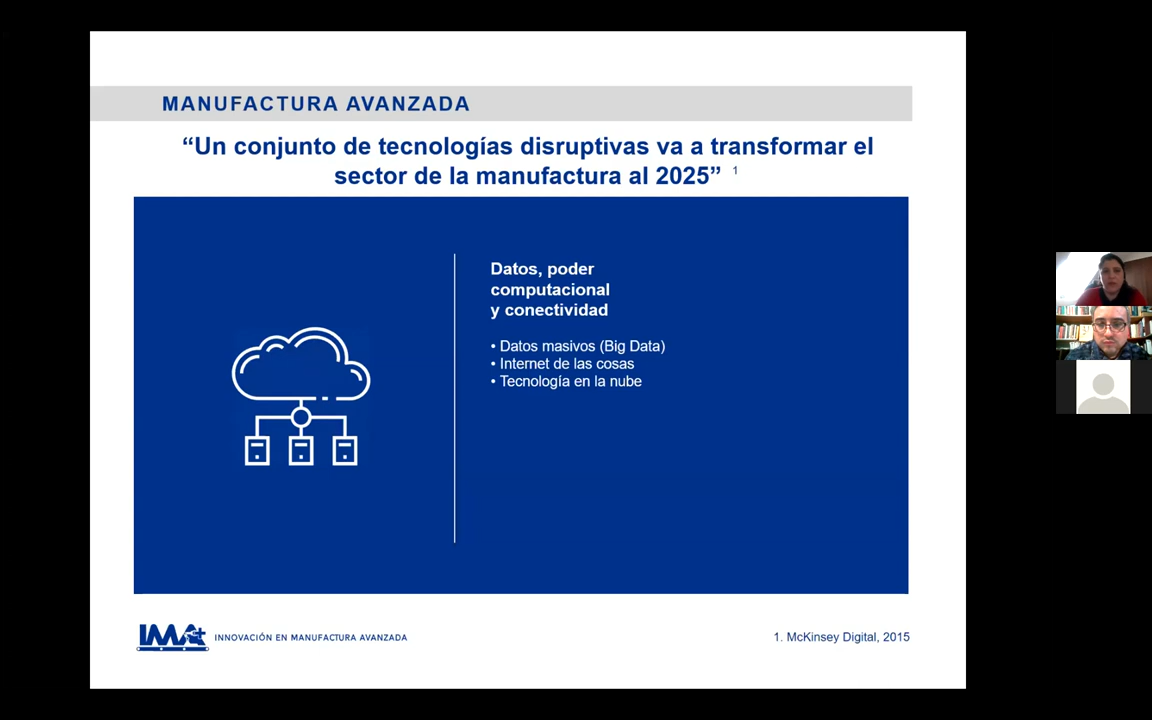 MANUFACTURA AVANZADA
“Un conjunto de tecnologías disruptivas va a transformar el
sector de la manufactura al 2025” 1
Datos, poder
computacional
y conectividad
• Datos masivos (Big Data)
• Internet de las cosas
• Tecnología en la nube
IMA+ INNOVACIÓN EN MANUFACTURA AVANZADA
1. McKinsey Digital, 2015